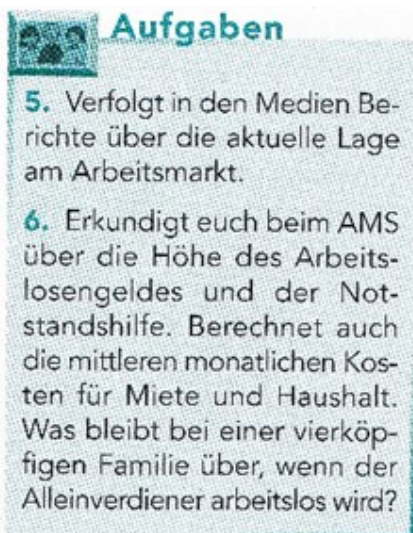 Aufgaben
5. Verfolgt in den Medien Be-
richte über die aktuelle Lage
am Arbeitsmarkt.
6. Erkundigt euch beim AMS
über die Höhe des Arbeits-
losengeldes und der Not-
standshilfe. Berechnet auch
die mittleren monatlichen Kos-
ten für Miete und Haushalt.
Was bleibt bei einer vierköp-
figen Familie über, wenn der
Alleinverdiener arbeitslos wird?